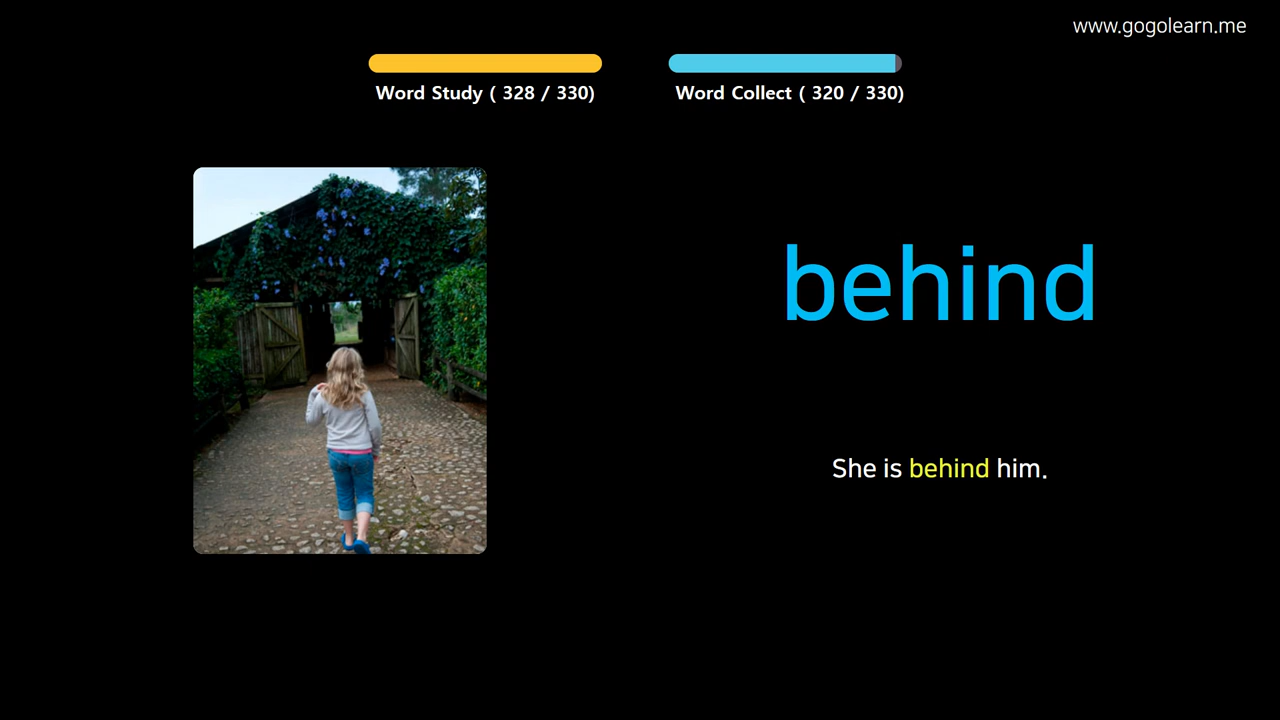 www.gogolearn.me
Word Study ( 328 / 330)
Word Collect ( 320 / 330)
behind
She is behind him.